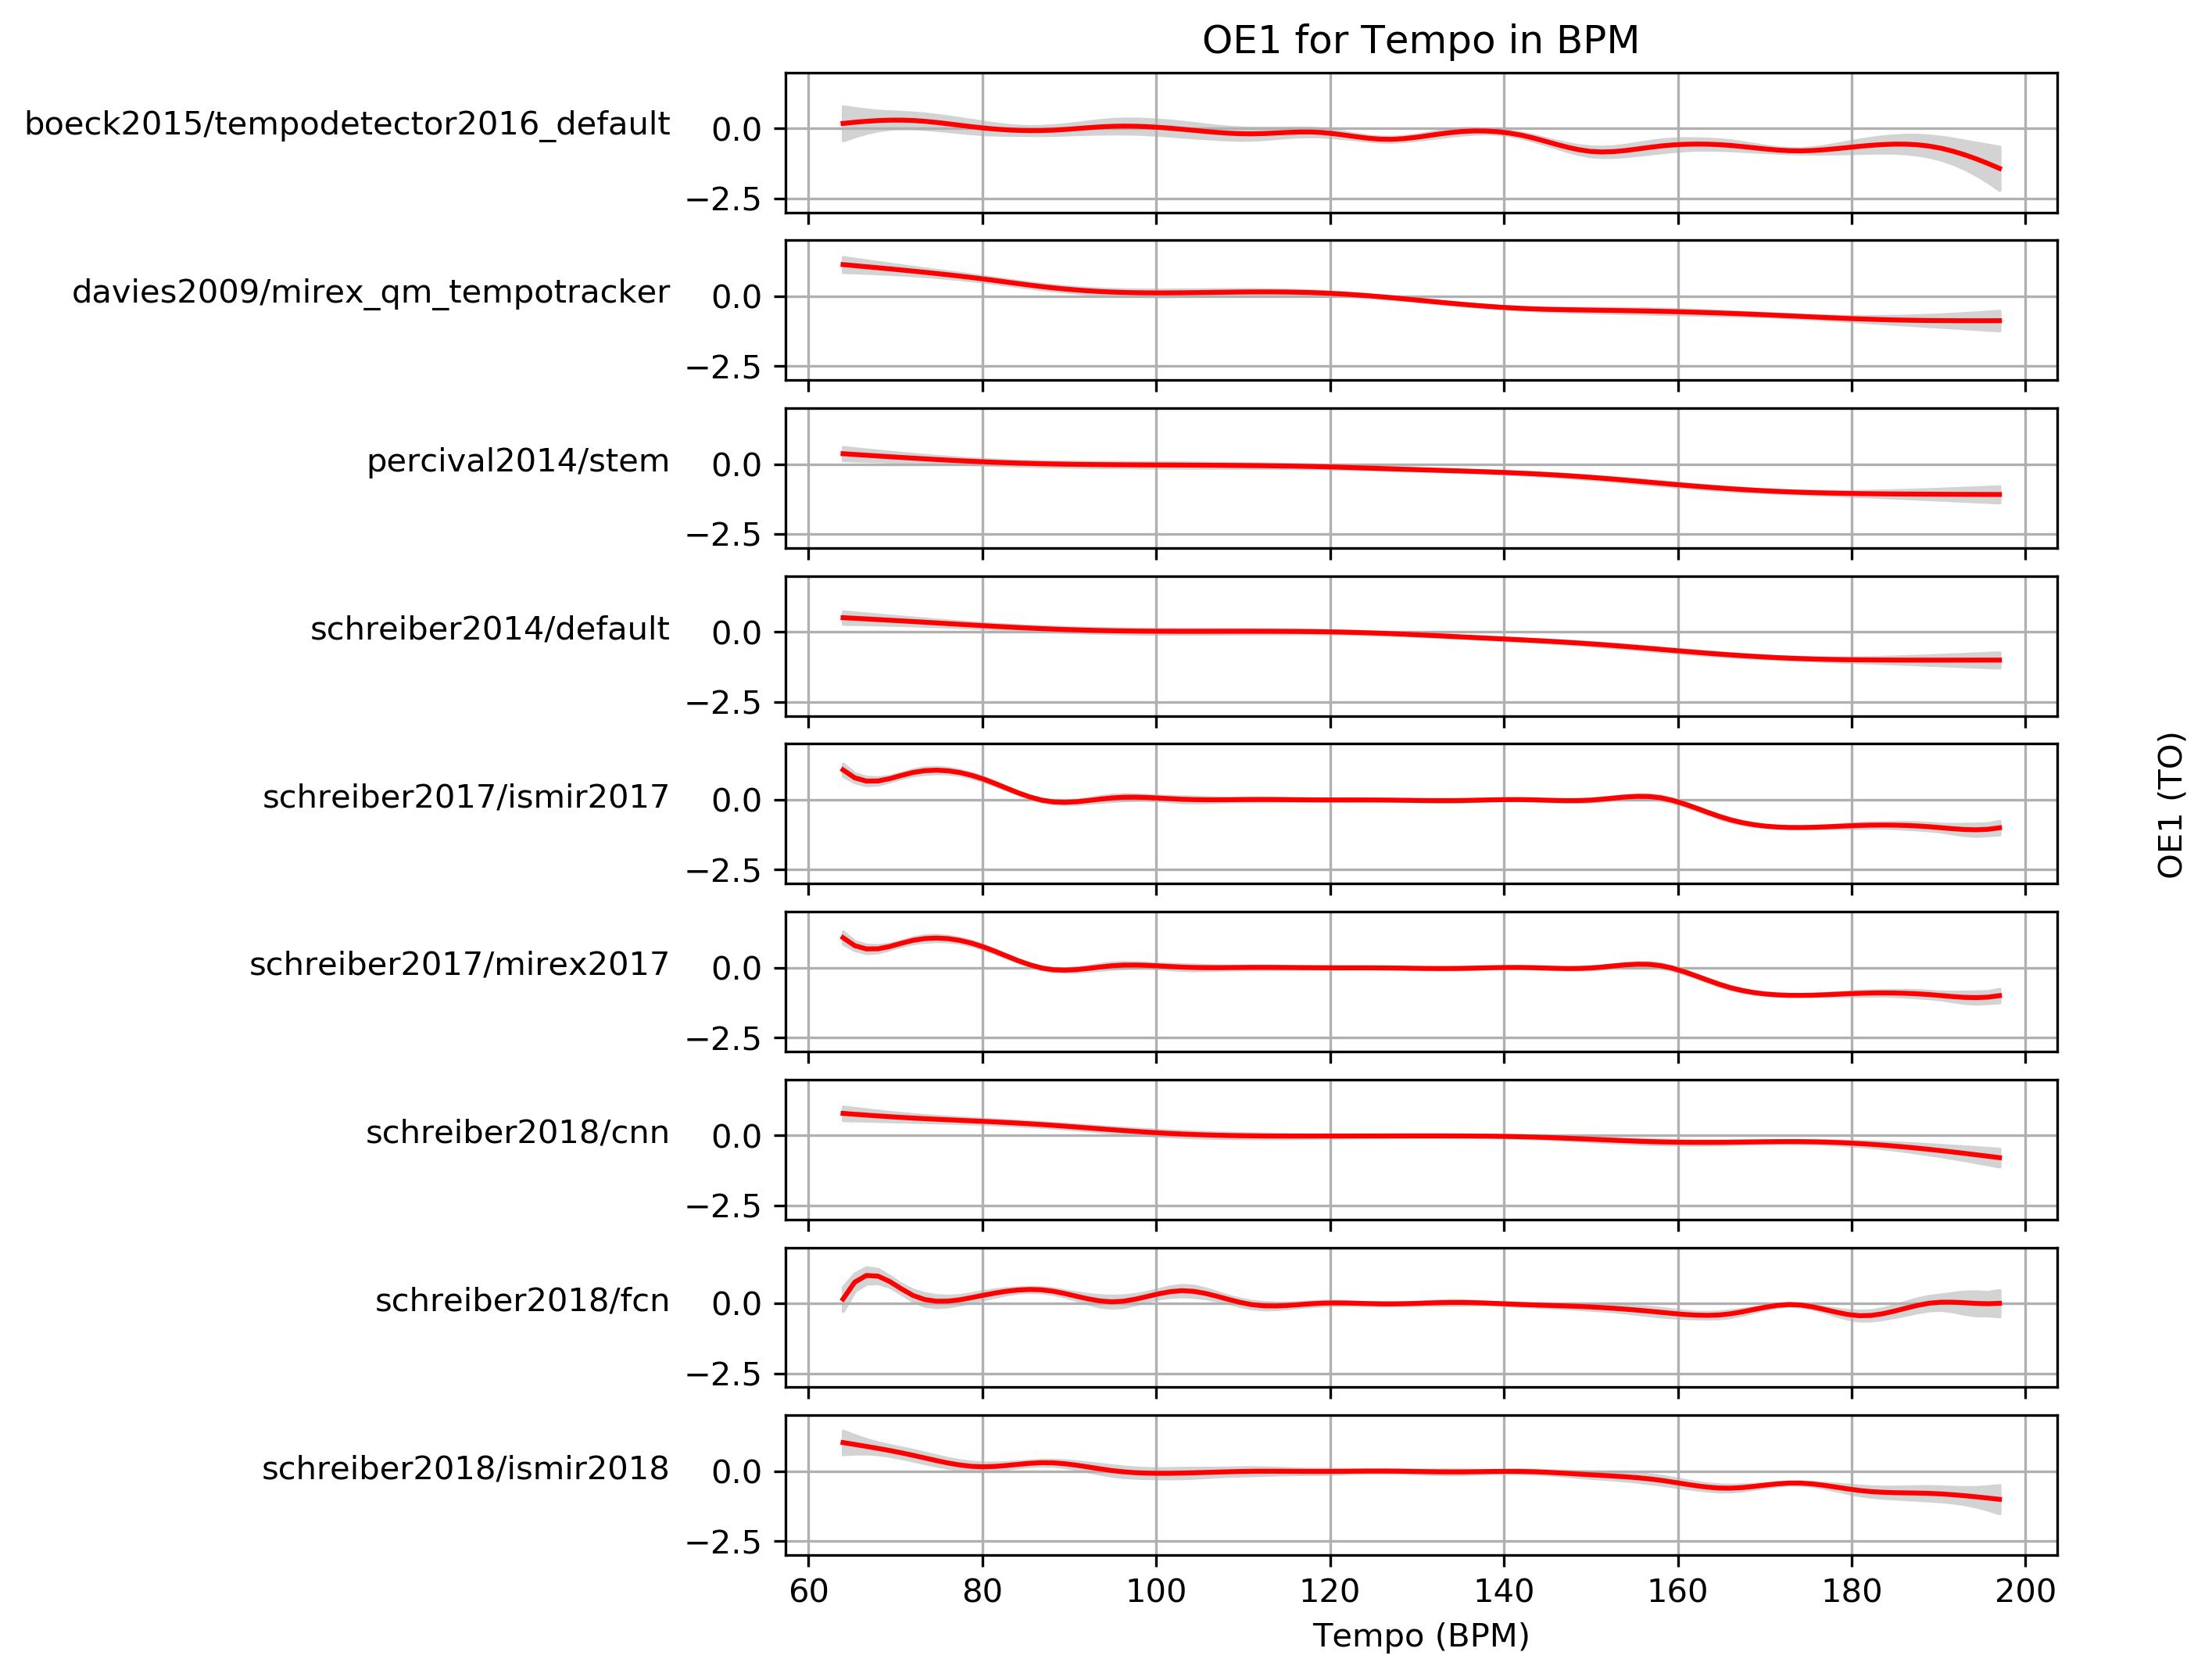 OE1 for Tempo in BPM
boeck2015/tempodetector2016_default
0.0
−2.5
davies2009/mirex_qm_tempotracker
0.0
−2.5
percival2014/stem
0.0
−2.5
schreiber2014/default
0.0
−2.5
schreiber2017/ismir2017
0.0
−2.5
schreiber2017/mirex2017
0.0
−2.5
schreiber2018/cnn
0.0
−2.5
schreiber2018/fcn
0.0
−2.5
schreiber2018/ismir2018
0.0
−2.5
60 80 100 120 140 160 180 200
Tempo (BPM)
OE1 (TO)